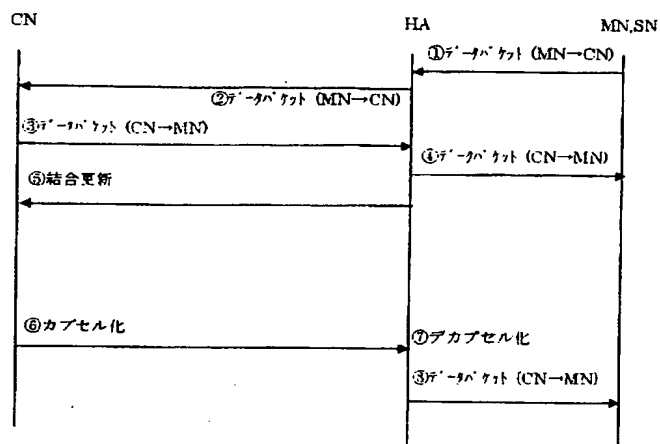 CN
HA
MN,SN
①ﾃﾞｰﾀﾊﾟｹｯﾄ (MN→CN)
②ﾃﾞｰﾀﾊﾟｹｯﾄ (MN→CN)
③ﾃﾞｰﾀﾊﾟｹｯﾄ (CN→MN)
④ﾃﾞｰﾀﾊﾟｹｯﾄ (CN→MN)
⑤結合更新
⑥カプセル化
⑦デカプセル化
⑧ﾃﾞｰﾀﾊﾟｹｯﾄ (CN→MN)